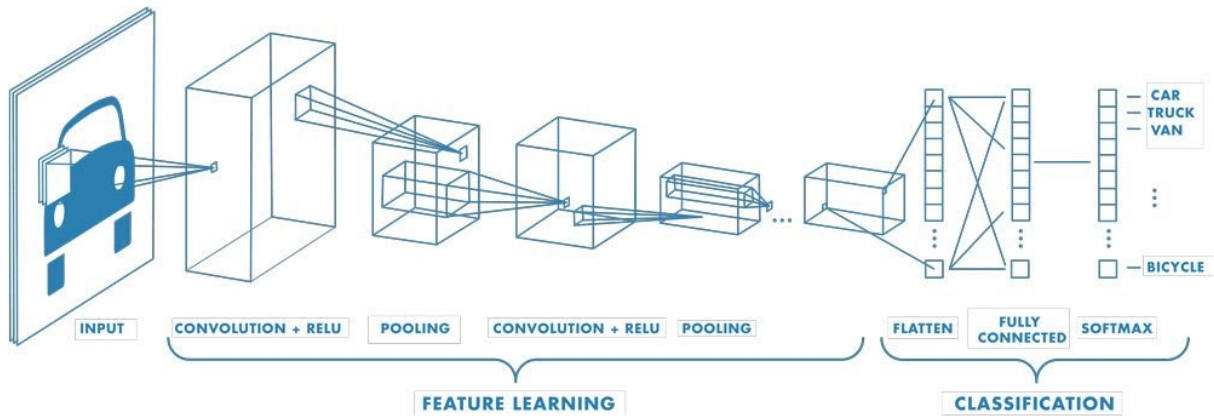 CAR
TRUCK
VAN
BICYCLE
INPUT
CONVOLUTION + RELU
POOLING
CONVOLUTION + RELU
POOLING
FLATTEN
FULLY
CONNECTED
SOFTMAX
FEATURE LEARNING
CLASSIFICATION